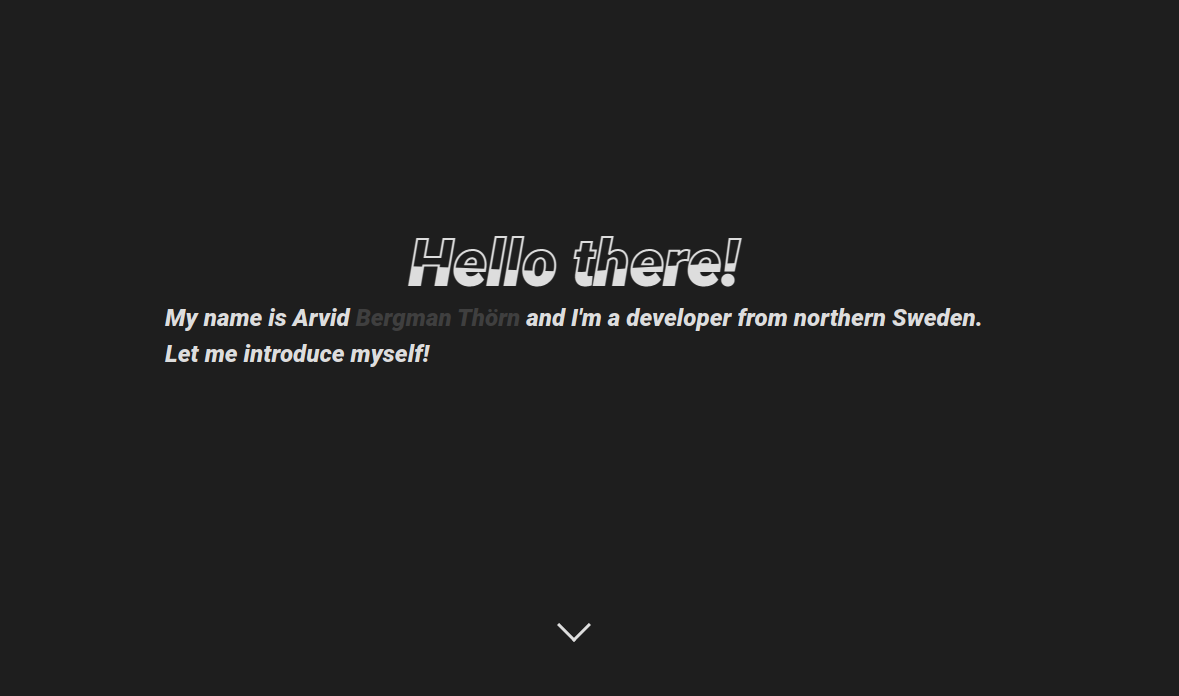 Hello there!
My name is Arvid Bergman Thörn and I'm a developer from northern Sweden.
Let me introduce myself!